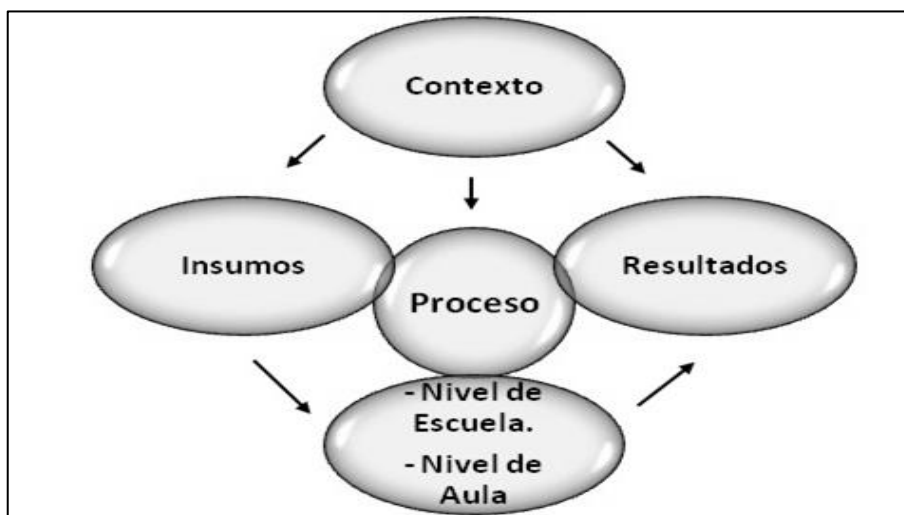 Contexto
Insumos
Proceso
Resultados
- Nivel de
Escuela.
- Nivel de
Aula